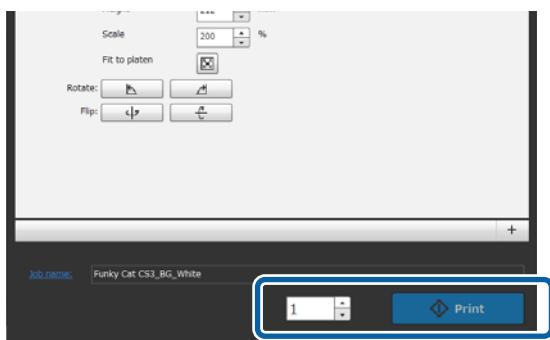 Scale 200 %
Fit to platen
Rotate:
Flip:
+
Job name: Funky Cat CS3_BG_White
1 Print